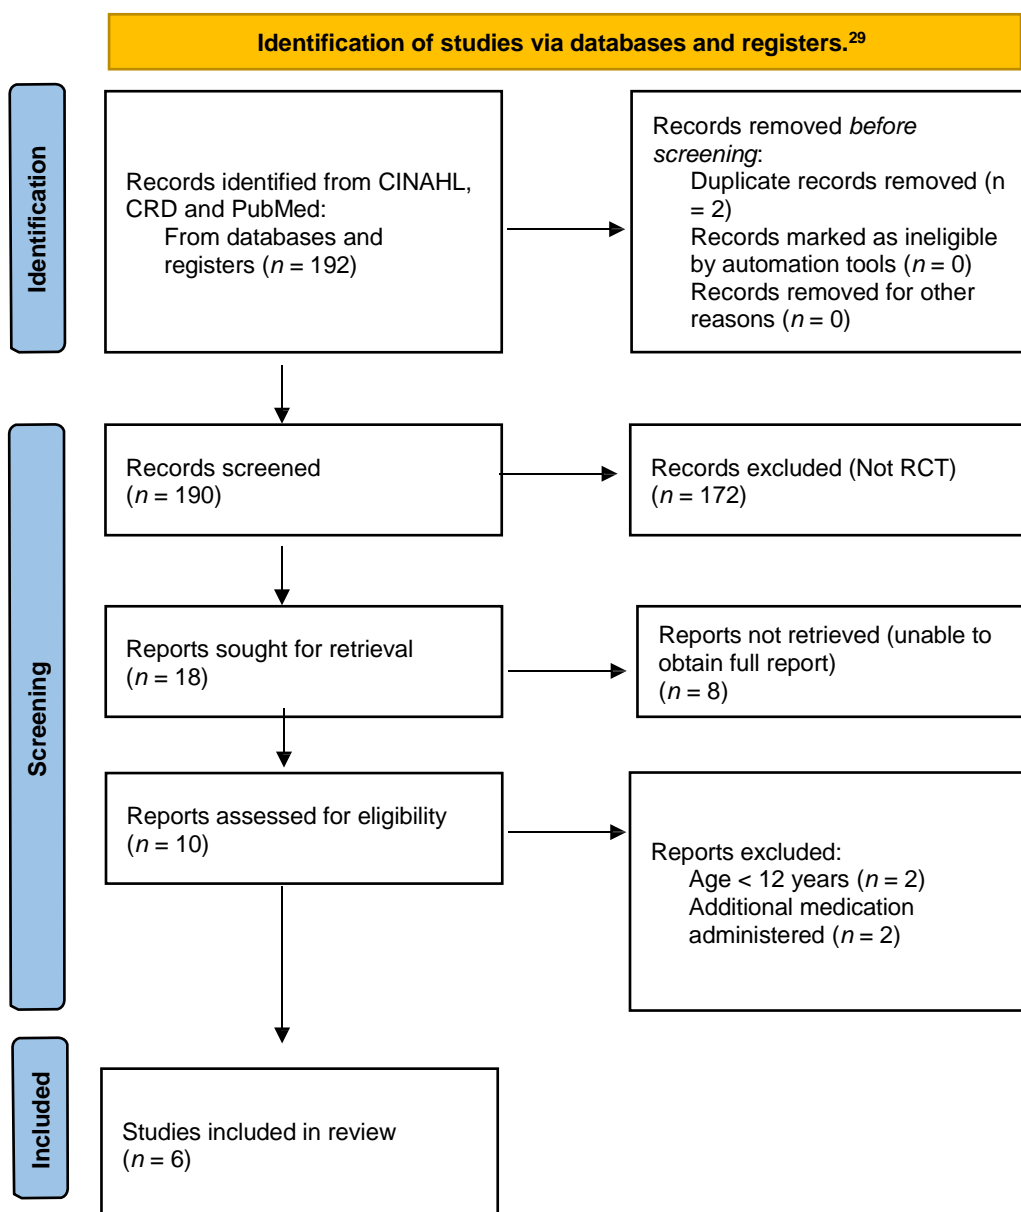 Identification of studies via databases and registers.29
Identification
Records identified from CINAHL,
CRD and PubMed:
From databases and
registers (n = 192)
Records removed before
screening:
Duplicate records removed (n
= 2)
Records marked as ineligible
by automation tools (n = 0)
Records removed for other
reasons (n = 0)
Screening
Records screened
(n = 190)
Records excluded (Not RCT)
(n = 172)
Reports sought for retrieval
(n = 18)
Reports not retrieved (unable to
obtain full report)
(n = 8)
Reports assessed for eligibility
(n = 10)
Reports excluded:
Age < 12 years (n = 2)
Additional medication
administered (n = 2)
Included
Studies included in review
(n = 6)